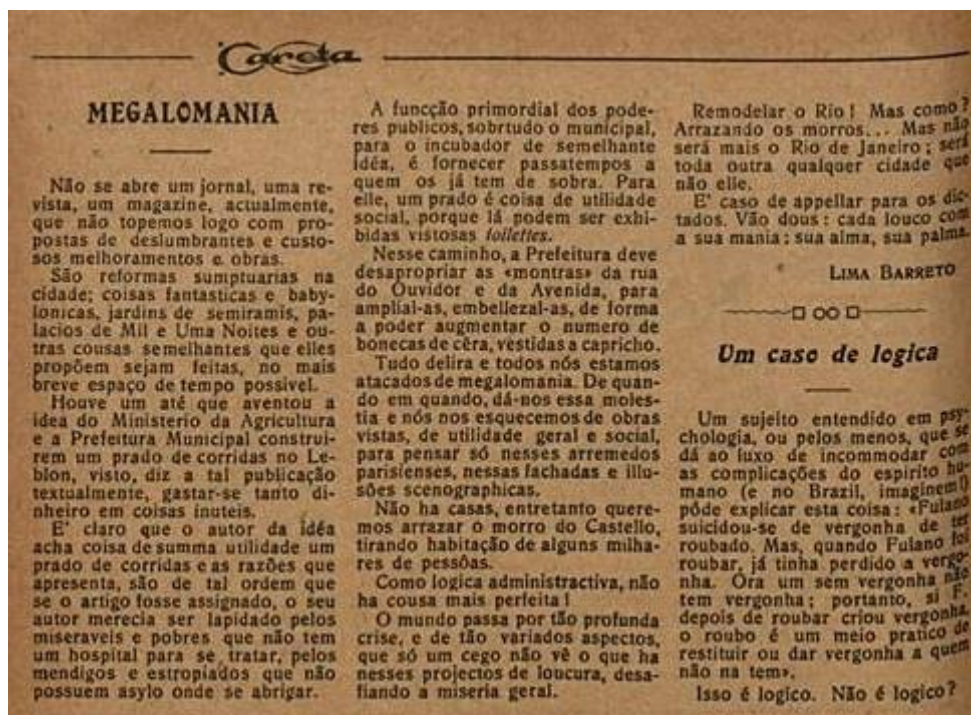 Careta
MEGALOMANIA
Não se abre um jornal, uma re-
vista, um magazine, actualmente,
que não topemos logo com pro-
postas de deslumbrantes e custo-
sos melhoramentos e obras.
São reformas sumptuarias na
cidade; coisas fantasticas e baby-
lonicas, jardins de semiramis, pa-
lacios de Mil e Uma Noites e ou-
tras cousas semelhantes que elles
propõem sejam feitas, no mais
breve espaço de tempo possivel.
Houve um até que aventou a
idea do Ministerio da Agricultura
e a Prefeitura Municipal construi-
rem um prado de corridas no Le-
blon, visto, diz a tal publicação
textualmente, gastar-se tanto di-
nheiro em coisas inuteis.
E' claro que o autor da idéa
acha coisa de summa utilidade um
prado de corridas e as razões que
apresenta, são de tal ordem que
se o artigo fosse assignado, o seu
autor merecia ser lapidado pelos
miseraveis e pobres que não tem
um hospital para se tratar, pelos
mendigos e estropiados que não
possuem asylo onde se abrigar.
A funcção primordial dos pode-
res publicos, sobrtudo o municipal,
para o incubador de semelhante
idéa, é fornecer passatempos a
quem os já tem de sobra. Para
elle, um prado é coisa de utilidade
social, porque lá podem ser exhi-
bidas vistosas toilettes.
Nesse caminho, a Prefeitura deve
desapropriar as «montras» da rua
do Ouvidor e da Avenida, para
amplial-as, embellezal-as, de forma
a poder augmentar o numero de
bonecas de cêra, vestidas a capricho.
Tudo delira e todos nós estamos
atacados de megalomania. De quan-
do em quando, dá-nos essa moles-
tia e nós nos esquecemos de obras
vistas, de utilidade geral e social,
para pensar só nesses arremedos
parisienses, nessas fachadas e illu-
sões scenographicas.
Não ha casas, entretanto quere-
mos arrazar o morro do Castello,
tirando habitação de alguns milha-
res de pessôas.
Como logica administractiva, não
ha cousa mais perfeita!
O mundo passa por tão profunda
crise, e de tão variados aspectos,
que só um cego não vê o que ha
nesses projectos de loucura, desa-
fiando a miseria geral.
Remodelar o Rio! Mas como?
Arrazando os morros... Mas não
será mais o Rio de Janeiro; será
toda outra qualqoer cidade que
não elle.
E' caso de appellar para os dic-
tados. Vão dous: cada louco com
a sua mania; sua alma, sua palma.
LIMA BARRETO
Um caso de logica
Um sujeito entendido em psy-
chologia, ou pelos menos, que se
dá ao luxo de incommodar com
as complicações do espirito hu-
mano (e no Brazil, imaginem!)
póde explicar esta coisa: «Fulano
suicidou-se de vergonha de ter
roubado. Mas, quando Fulano foi
roubar, já tinha perdido a vergo-
nha. Ora um sem vergonha não
tem vergonha; portanto, si F.
depois de roubar criou vergonha,
o roubo é um meio pratico de
restituir ou dar vergonha a quem
não na tem».
Isso é logico. Não é logico?